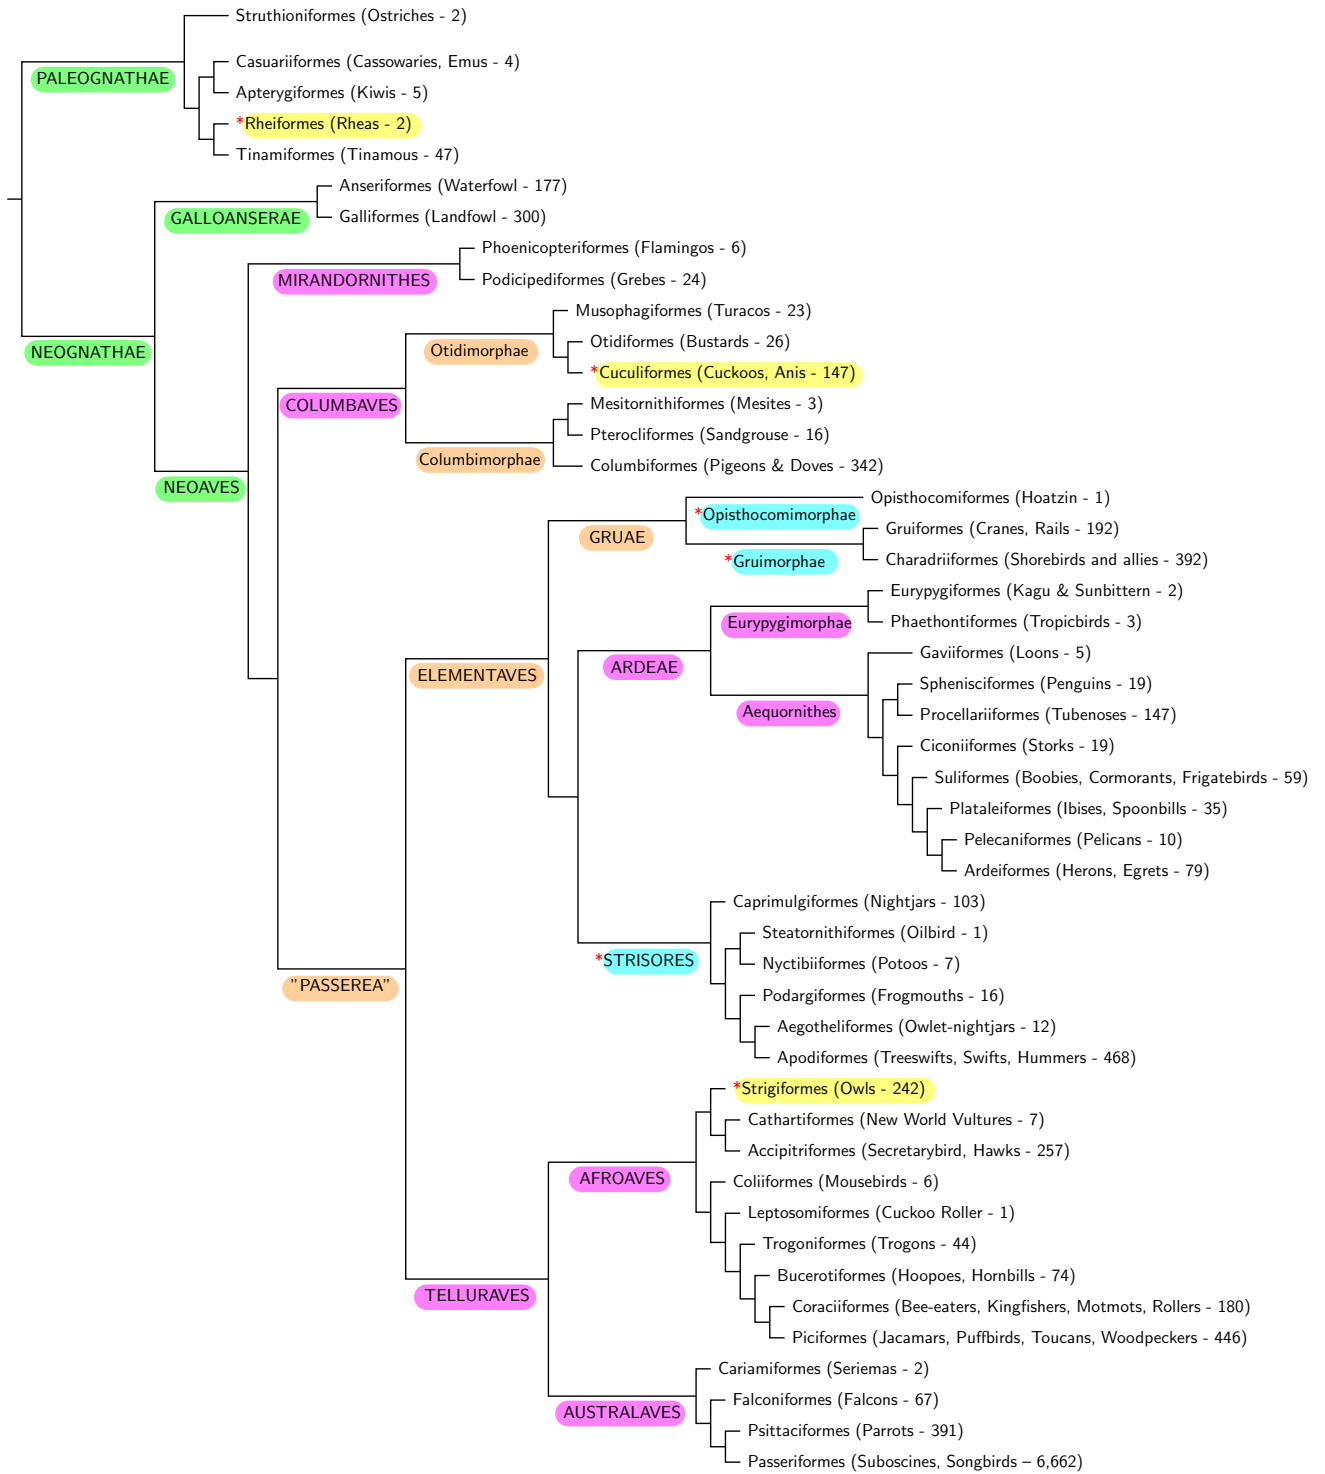 Struthioniformes (Ostriches - 2)
Casuariiformes (Cassowaries, Emus - 4)
PALEOGNATHAE
Apterygiformes (Kiwis - 5)
*Rheiformes (Rheas - 2)
Tinamiformes (Tinamous - 47)
Anseriformes (Waterfowl - 177)
GALLOANSERAE
Galliformes (Landfowl - 300)
Phoenicopteriformes (Flamingos - 6)
MIRANDORNITHES
Podicipediformes (Grebes - 24)
Musophagiformes (Turacos - 23)
Otidiformes (Bustards - 26)
NEOGNATHAE
Otidimorphae
*Cuculiformes (Cuckoos, Anis - 147)
COLUMBAVES
Mesitornithiformes (Mesites - 3)
Pterocliformes (Sandgrouse - 16)
Columbimorphae
Columbiformes (Pigeons & Doves - 342)
NEOAVES
Opisthocomiformes (Hoatzin - 1)
*Opisthocomimorphae
Gruiformes (Cranes, Rails - 192)
GRUAE
*Gruimorphae
Charadriiformes (Shorebirds and allies - 392)
Eurypygiformes (Kagu & Sunbittern - 2)
Eurypygimorphae
Phaethontiformes (Tropicbirds - 3)
Gaviiformes (Loons - 5)
ARDEAE
ELEMENTAVES
Sphenisciformes (Penguins - 19)
Aequornithes
Procellariiformes (Tubenoses - 147)
Ciconiiformes (Storks - 19)
Suliformes (Boobies, Cormorants, Frigatebirds - 59)
Plataleiformes (Ibises, Spoonbills - 35)
Pelecaniformes (Pelicans - 10)
Ardeiformes (Herons, Egrets - 79)
Caprimulgiformes (Nightjars - 103)
Steatornithiformes (Oilbird - 1)
*STRISORES
Nyctibiiformes (Potoos - 7)
"PASSEREA"
Podargiformes (Frogmouths - 16)
Aegotheliformes (Owlet-nightjars - 12)
Apodiformes (Treeswifts, Swifts, Hummers - 468)
*Strigiformes (Owls - 242)
Cathartiformes (New World Vultures - 7)
Accipitriformes (Secretarybird, Hawks - 257)
AFROAVES
Coliiformes (Mousebirds - 6)
Leptosomiformes (Cuckoo Roller - 1)
Trogoniformes (Trogons - 44)
Bucerotiformes (Hoopoes, Hornbills - 74)
TELLURAVES
Coraciiformes (Bee-eaters, Kingfishers, Motmots, Rollers - 180)
Piciformes (Jacamars, Puffbirds, Toucans, Woodpeckers - 446)
Cariamiformes (Seriemas - 2)
Falconiformes (Falcons - 67)
AUSTRALAVES
Psittaciformes (Parrots - 391)
Passeriformes (Suboscines, Songbirds – 6,662)